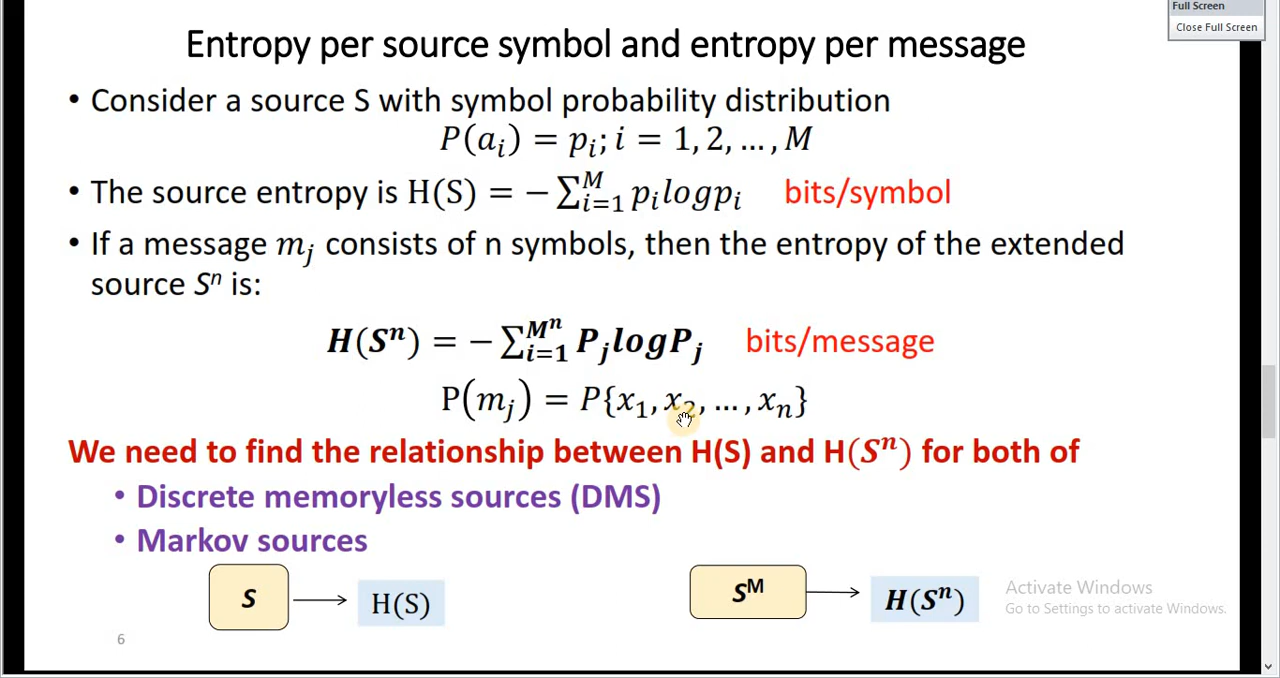 Full Screen
Close Full Screen
Entropy per source symbol and entropy per message
• Consider a source S with symbol probability distribution
P(aᵢ) = pᵢ; i = 1, 2, … , M
• The source entropy is H(S) = − ∑ᴹᵢ₌₁ pᵢlogpᵢ bits/symbol
• If a message mⱼ consists of n symbols, then the entropy of the extended
source Sⁿ is:
H(Sⁿ) = − ∑_{i=1}^{Mⁿ} PⱼlogPⱼ bits/message
P(mⱼ) = P{x₁, x₂, … , xₙ}
We need to find the relationship between H(S) and H(Sⁿ) for both of
• Discrete memoryless sources (DMS)
• Markov sources
S H(S) Sᴹ H(Sⁿ)
Activate Windows
Go to Settings to activate Windows.
6